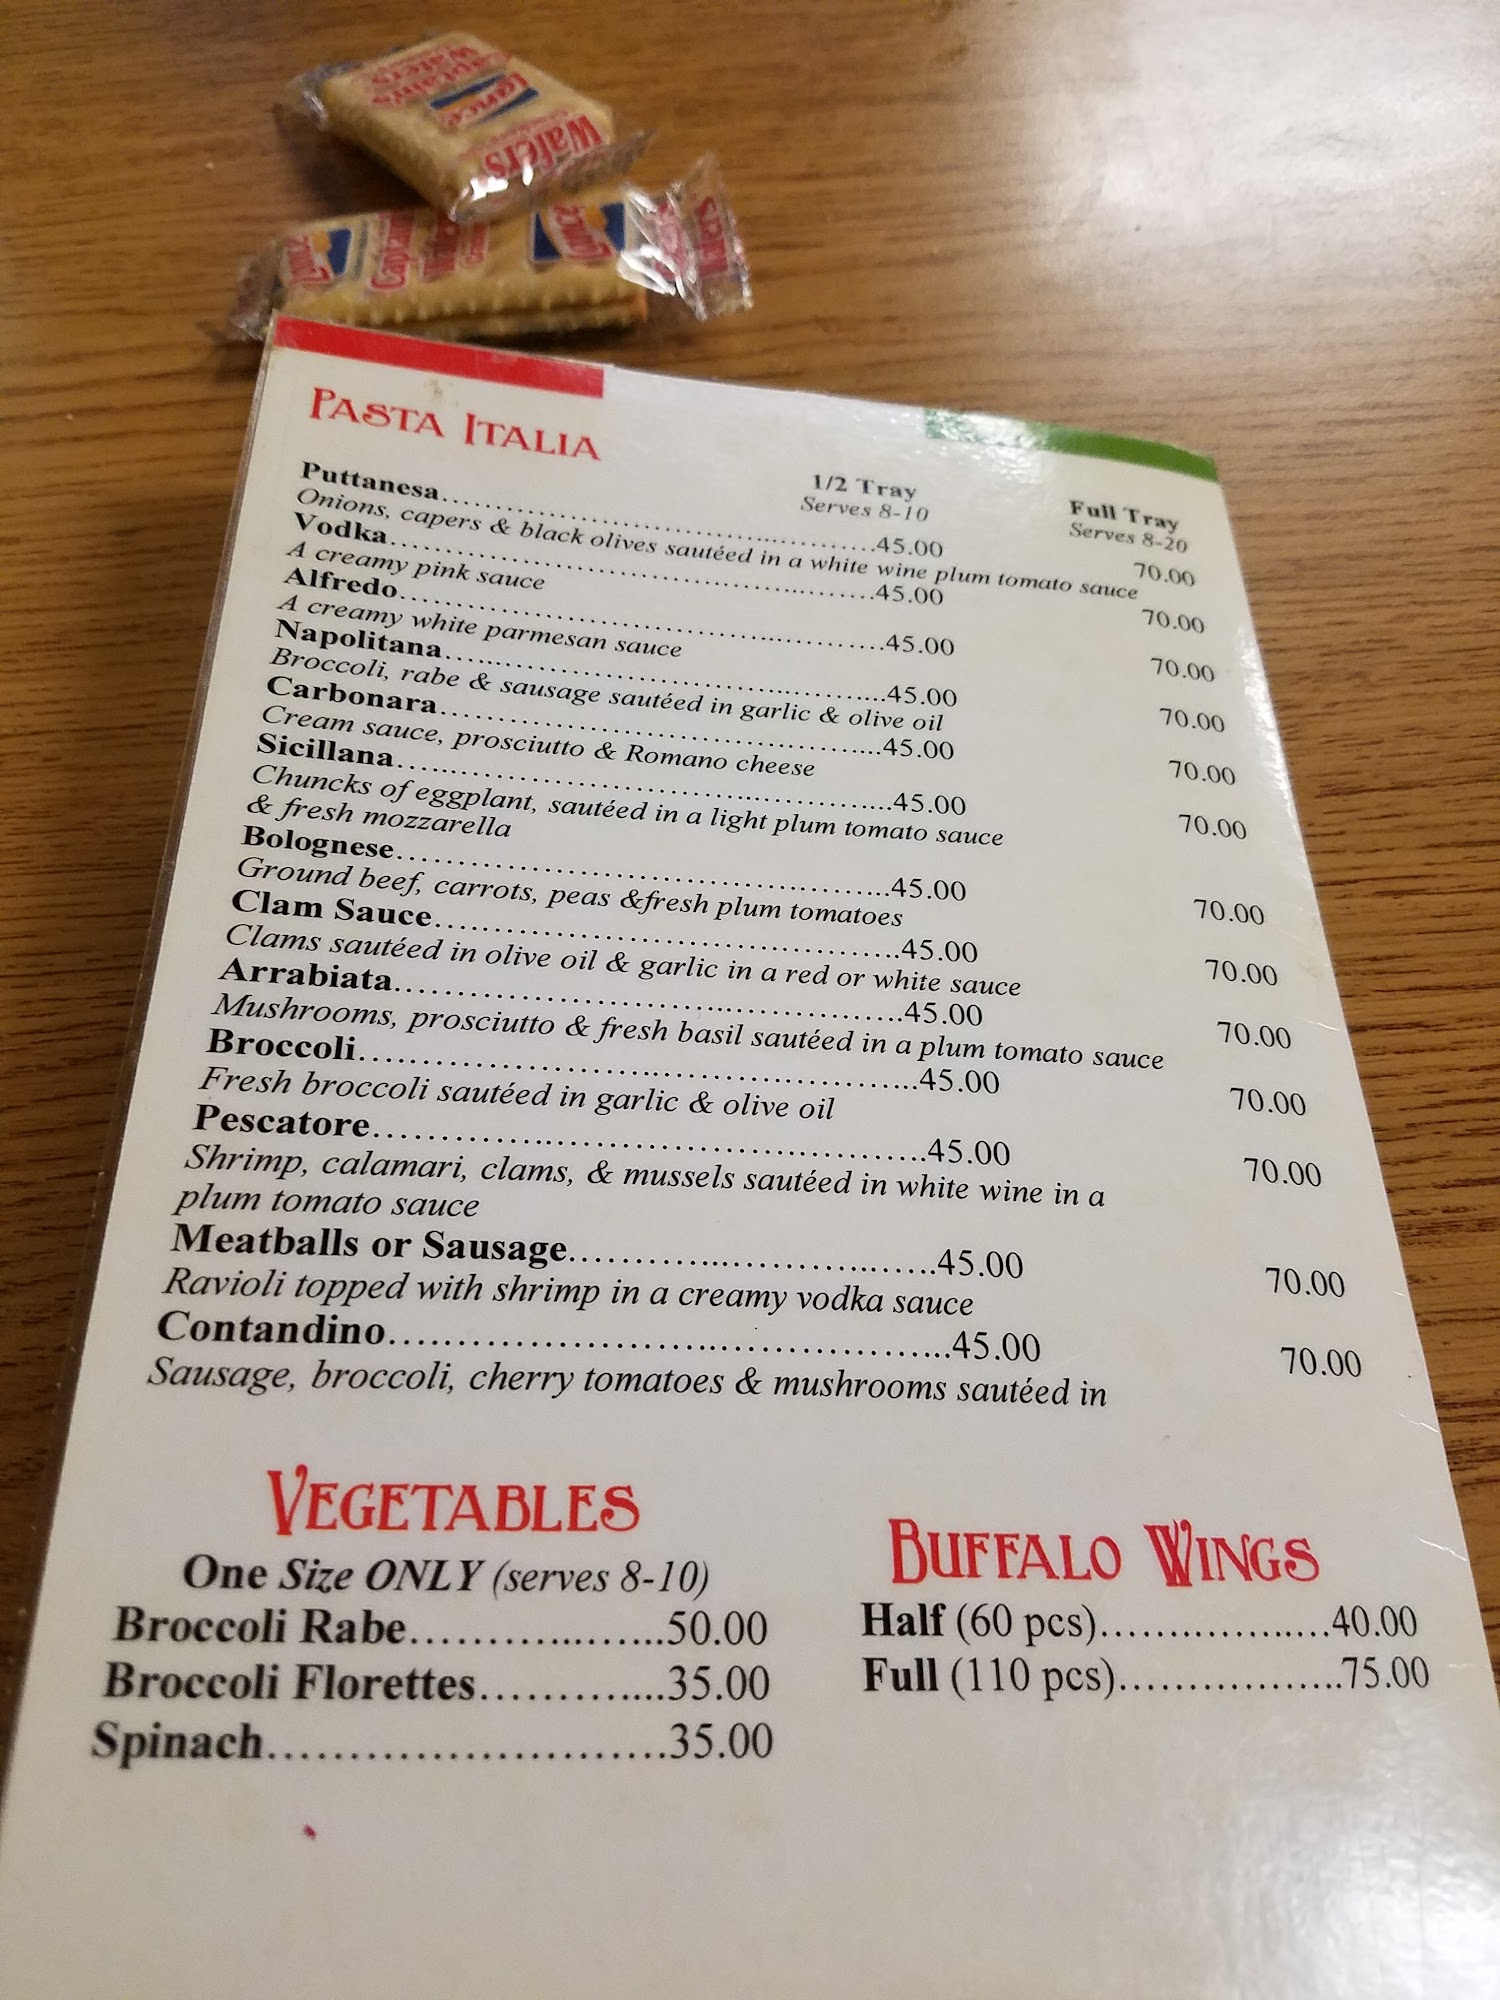 Captain's
Wafers
Lance
Wafers
Lance
Captain's
Lance
PASTA ITALIA
1/2 Tray
Serves 8-10
Full Tray
Serves 8-20
Puttanesa 45.00 70.00
Onions, capers & black olives sautéed in a white wine plum tomato sauce
Vodka 45.00 70.00
A creamy pink sauce
Alfredo 45.00 70.00
A creamy white parmesan sauce
Napolitana 45.00 70.00
Broccoli, rabe & sausage sautéed in garlic & olive oil
Carbonara 45.00 70.00
Cream sauce, prosciutto & Romano cheese
Sicillana 45.00 70.00
Chuncks of eggplant, sautéed in a light plum tomato sauce
& fresh mozzarella
Bolognese 45.00 70.00
Ground beef, carrots, peas &fresh plum tomatoes
Clam Sauce 45.00 70.00
Clams sautéed in olive oil & garlic in a red or white sauce
Arrabiata 45.00 70.00
Mushrooms, prosciutto & fresh basil sautéed in a plum tomato sauce
Broccoli 45.00 70.00
Fresh broccoli sautéed in garlic & olive oil
Pescatore 45.00 70.00
Shrimp, calamari, clams, & mussels sautéed in white wine in a
plum tomato sauce
Meatballs or Sausage 45.00 70.00
Ravioli topped with shrimp in a creamy vodka sauce
Contandino 45.00 70.00
Sausage, broccoli, cherry tomatoes & mushrooms sautéed in
VEGETABLES
One Size ONLY (serves 8-10)
Broccoli Rabe 50.00
Broccoli Florettes 35.00
Spinach 35.00
BUFFALO WINGS
Half (60 pcs) 40.00
Full (110 pcs) 75.00